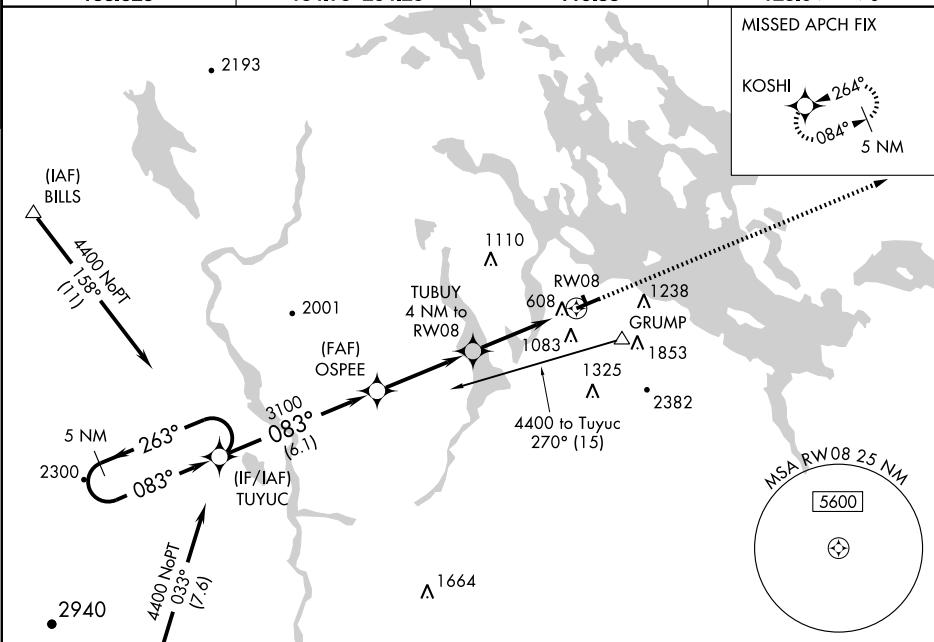 MISSED APCH FIX
KOSHI
264°
084°
5 NM
2193
(IAF)
BILLS
4400 NoPT
158°
(11)
1110
TUBUY
4 NM to
RW08
RW08
608
1238
GRUMP
1083
1853
2001
(FAF)
OSPEE
1325
2382
3100
083°
(6.1)
4400 to Tuyuc
270° (15)
5 NM
263°
2300
083°
(IF/IAF)
TUYUC
MSA RW08 25 NM
5600
4400 NoPT
033°
(7.6)
1664
2940